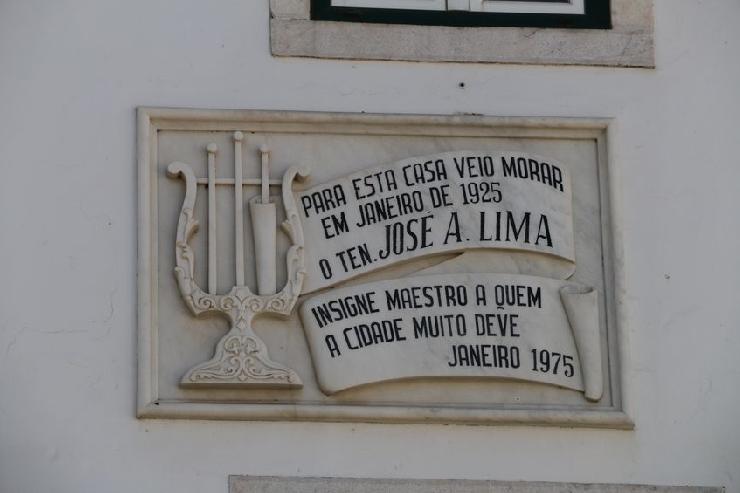 PARA ESTA CASA VEIO MORAR
EM JANEIRO DE 1925
O TEN. JOSÉ A. LIMA
INSIGNE MAESTRO A QUEM
A CIDADE MUITO DEVE
JANEIRO 1975